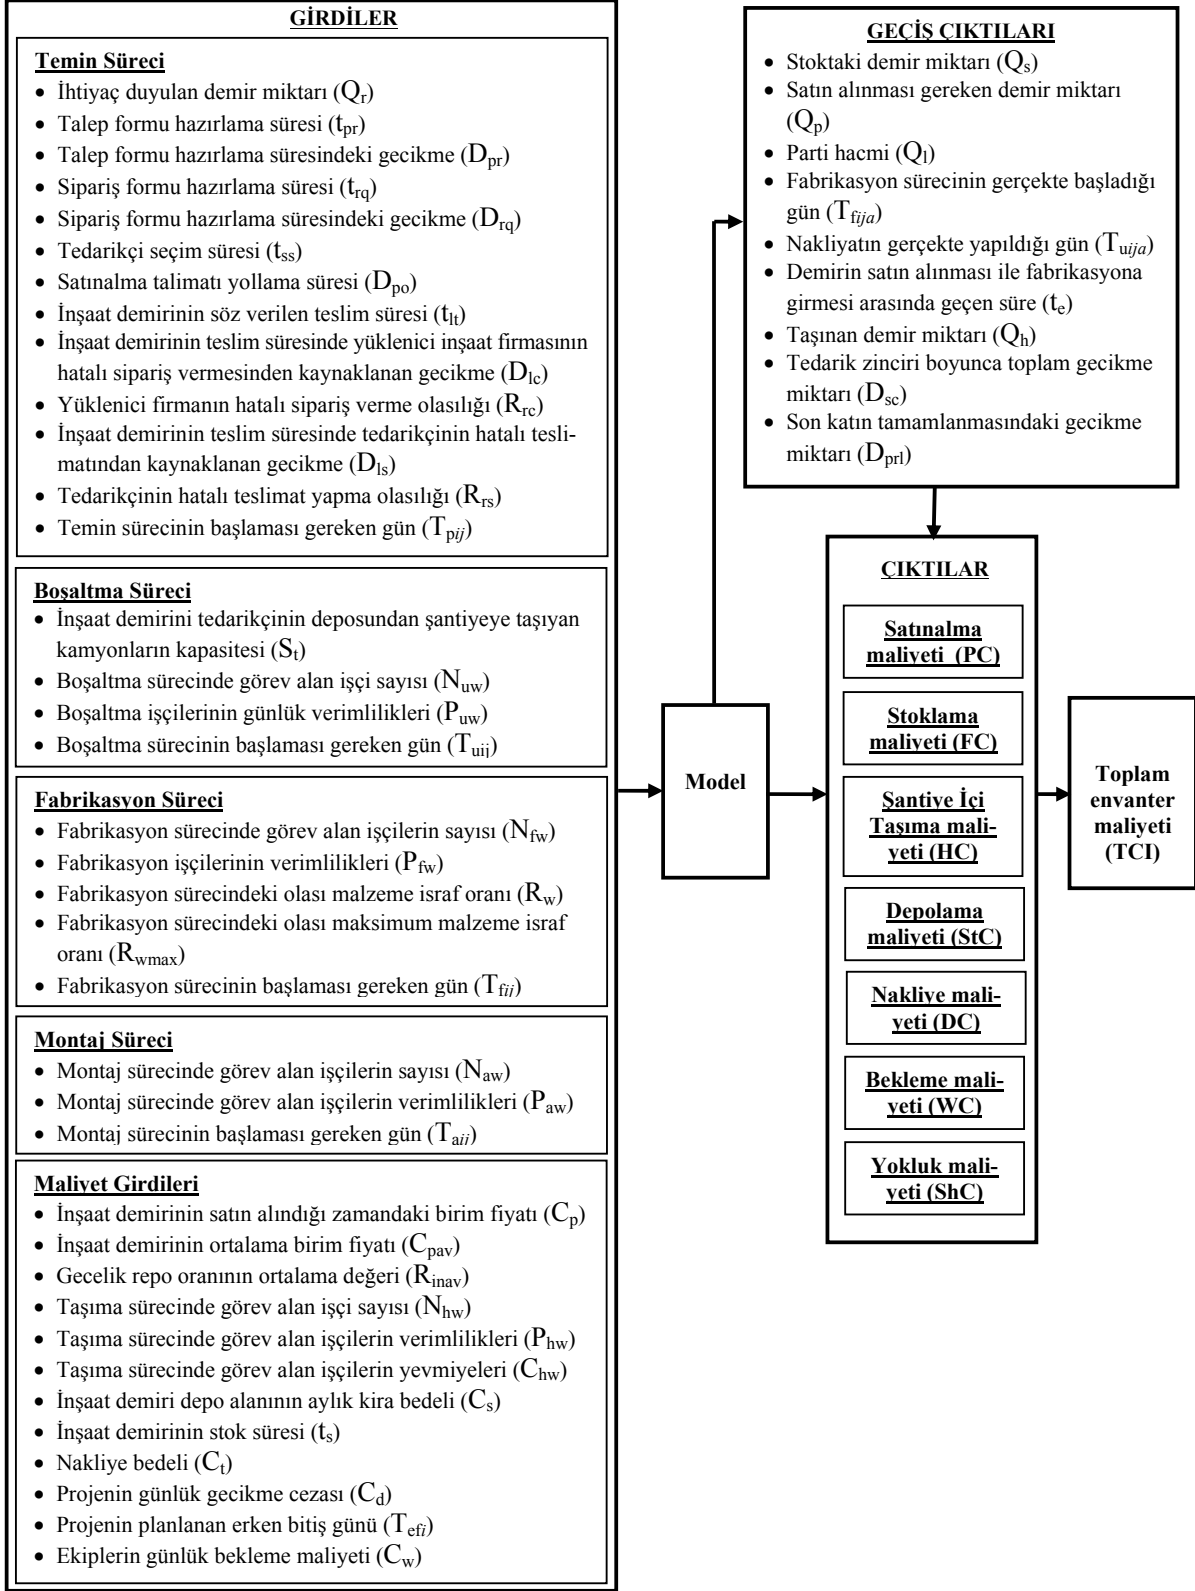 GİRDİLER
Temin Süreci
• İhtiyaç duyulan demir miktarı (Qr)
• Talep formu hazırlama süresi (tpr)
• Talep formu hazırlama süresindeki gecikme (Dpr)
• Sipariş formu hazırlama süresi (trq)
• Sipariş formu hazırlama süresindeki gecikme (Drq)
• Tedarikçi seçim süresi (tss)
• Satınalma talimatı yollama süresi (Dpo)
• İnşaat demirinin söz verilen teslim süresi (tlt)
• İnşaat demirinin teslim süresinde yüklenici inşaat firmasının
hatalı sipariş vermesinden kaynaklanan gecikme (Dlc)
• Yüklenici firmanın hatalı sipariş verme olasılığı (Rrc)
• İnşaat demirinin teslim süresinde tedarikçinin hatalı tesli-
matından kaynaklanan gecikme (Dls)
• Tedarikçinin hatalı teslimat yapma olasılığı (Rrs)
• Temin sürecinin başlaması gereken gün (Tpij)
Boşaltma Süreci
• İnşaat demirini tedarikçinin deposundan şantiyeye taşıyan
kamyonların kapasitesi (St)
• Boşaltma sürecinde görev alan işçi sayısı (Nuw)
• Boşaltma işçilerinin günlük verimlilikleri (Puw)
• Boşaltma sürecinin başlaması gereken gün (Tuij)
Fabrikasyon Süreci
• Fabrikasyon sürecinde görev alan işçilerin sayısı (Nfw)
• Fabrikasyon işçilerinin verimlilikleri (Pfw)
• Fabrikasyon sürecindeki olası malzeme israf oranı (Rw)
• Fabrikasyon sürecindeki olası maksimum malzeme israf
oranı (Rwmax)
• Fabrikasyon sürecinin başlaması gereken gün (Tfij)
Montaj Süreci
• Montaj sürecinde görev alan işçilerin sayısı (Naw)
• Montaj sürecinde görev alan işçilerin verimlilikleri (Paw)
• Montaj sürecinin başlaması gereken gün (Taij)
Maliyet Girdileri
• İnşaat demirinin satın alındığı zamandaki birim fiyatı (Cp)
• İnşaat demirinin ortalama birim fiyatı (Cpav)
• Gecelik repo oranının ortalama değeri (Rinav)
• Taşıma sürecinde görev alan işçi sayısı (Nhw)
• Taşıma sürecinde görev alan işçilerin verimlilikleri (Phw)
• Taşıma sürecinde görev alan işçilerin yevmiyeleri (Chw)
• İnşaat demiri depo alanının aylık kira bedeli (Cs)
• İnşaat demirinin stok süresi (ts)
• Nakliye bedeli (Ct)
• Projenin günlük gecikme cezası (Cd)
• Projenin planlanan erken bitiş günü (Tefi)
• Ekiplerin günlük bekleme maliyeti (Cw)
Model
GEÇİŞ ÇIKTILARI
• Stoktaki demir miktarı (Qs)
• Satın alınması gereken demir miktarı
(Qp)
• Parti hacmi (Ql)
• Fabrikasyon sürecinin gerçekte başladığı
gün (Tfija)
• Nakliyatın gerçekte yapıldığı gün (Tuija)
• Demirin satın alınması ile fabrikasyona
girmesi arasında geçen süre (te)
• Taşınan demir miktarı (Qh)
• Tedarik zinciri boyunca toplam gecikme
miktarı (Dsc)
• Son katın tamamlanmasındaki gecikme
miktarı (Dprl)
ÇIKTILAR
Satınalma
maliyeti (PC)
Stoklama
maliyeti (FC)
Şantiye İçi
Taşıma mali-
yeti (HC)
Depolama
maliyeti (StC)
Nakliye mali-
yeti (DC)
Bekleme mali-
yeti (WC)
Yokluk mali-
yeti (ShC)
Toplam
envanter
maliyeti
(TCI)